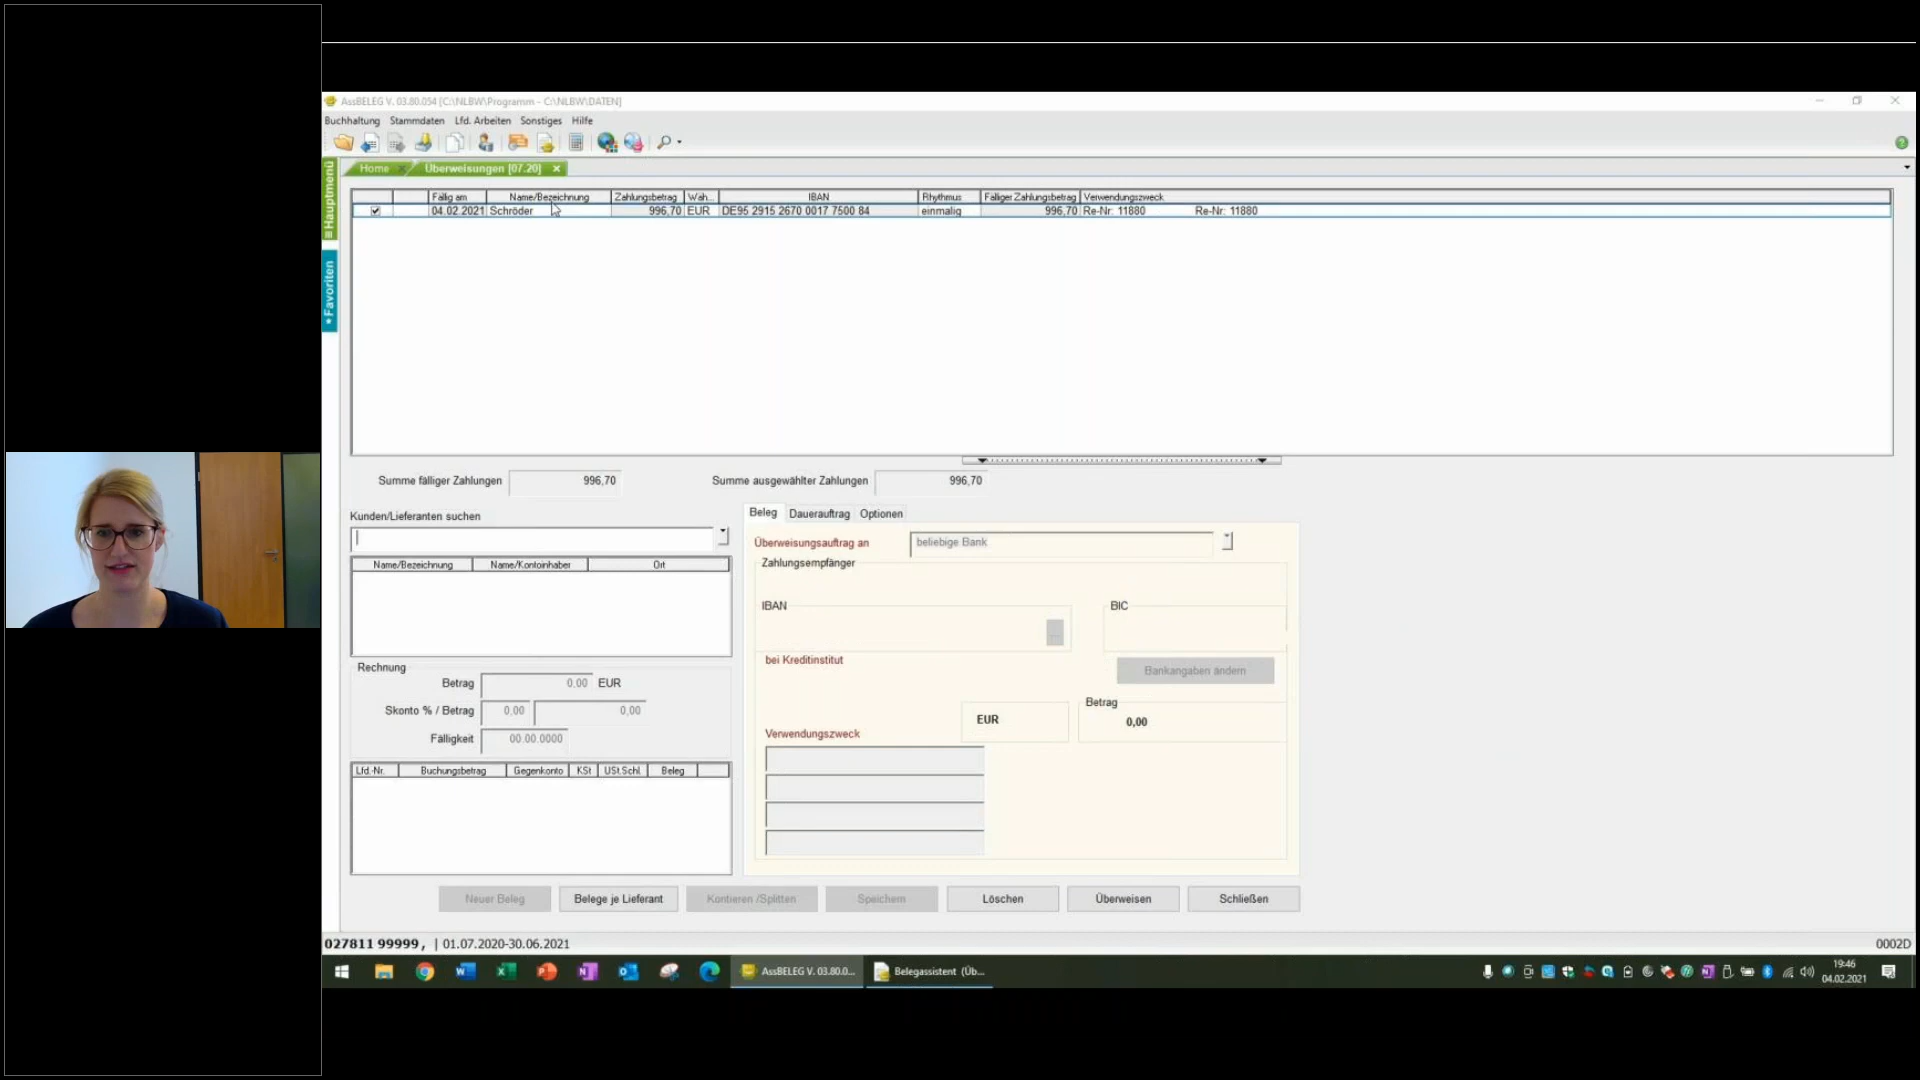 AssBELEG V. 03.80.054 [C:\NLBW\Programm - C:\NLBW\DATEN]
Buchhaltung Stammdaten Lfd. Arbeiten Sonstiges Hilfe
Home Überweisungen [07.20]
Hauptmenü
Favoriten
Fällig am Name/Bezeichnung Zahlungsbetrag Wäh... IBAN Rhythmus Fälliger Zahlungsbetrag Verwendungszweck
04.02.2021 Schröder 996,70 EUR DE95 2915 2670 0017 7500 84 einmalig 996,70 Re-Nr: 11880 Re-Nr: 11880
Summe fälliger Zahlungen 996,70 Summe ausgewählter Zahlungen 996,70
Kunden/Lieferanten suchen
Name/Bezeichnung Name/Kontoinhaber Ort
Rechnung
Betrag 0,00 EUR
Skonto % / Betrag 0,00 0,00
Fälligkeit 00.00.0000
Lfd.-Nr. Buchungsbetrag Gegenkonto KSt USt.Schl. Beleg
Beleg Dauerauftrag Optionen
Überweisungsauftrag an beliebige Bank
Zahlungsempfänger
IBAN BIC
...
bei Kreditinstitut Bankangaben ändern
EUR Betrag 0,00
Verwendungszweck
Neuer Beleg Belege je Lieferant Kontieren /Splitten Speichern Löschen Überweisen Schließen
027811 99999, | 01.07.2020-30.06.2021 0002D
AssBELEG V. 03.80.0... Belegassistent (Üb... 19:46
04.02.2021